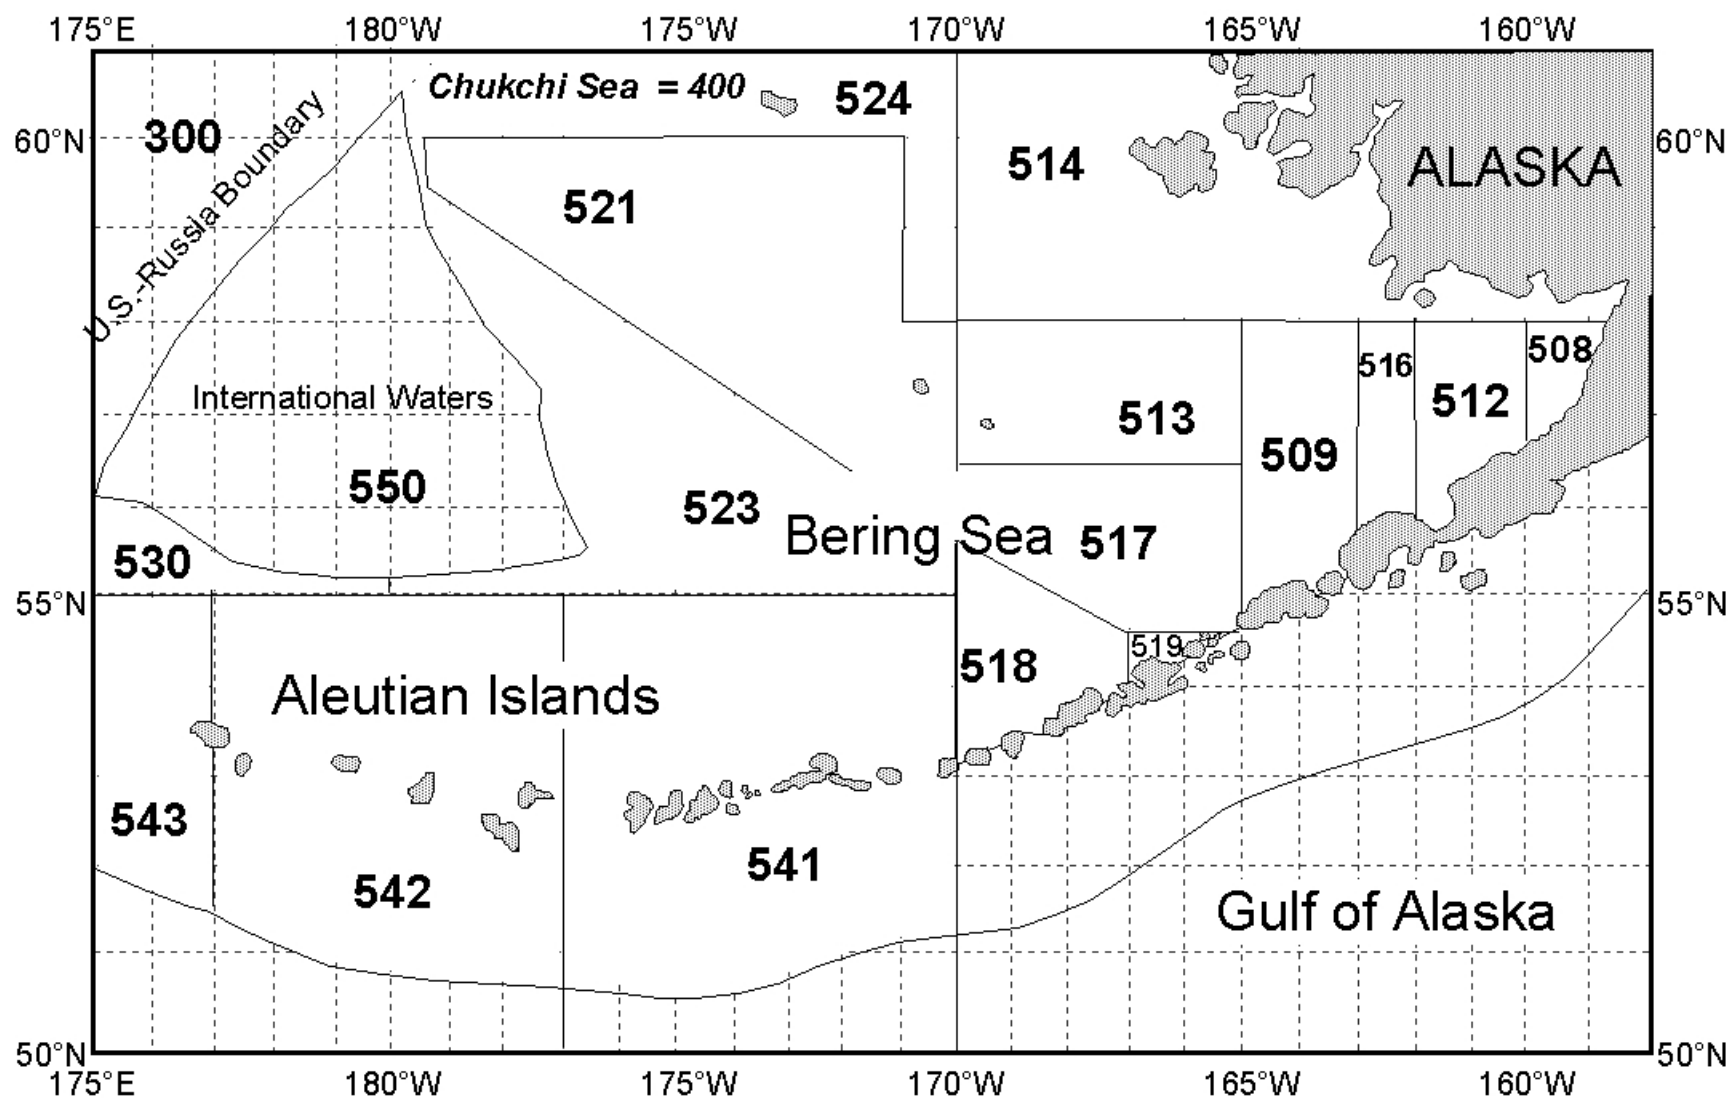 175°E 180°W 175°W 170°W 165°W 160°W
Chukchi Sea = 400
524
300
60°N
60°N
U.S.-Russia Boundary
514
ALASKA
521
508
516
International Waters
513
512
509
550
523
Bering Sea
517
530
55°N
55°N
519
518
Aleutian Islands
543
541
542
Gulf of Alaska
50°N
50°N
175°E 180°W 175°W 170°W 165°W 160°W